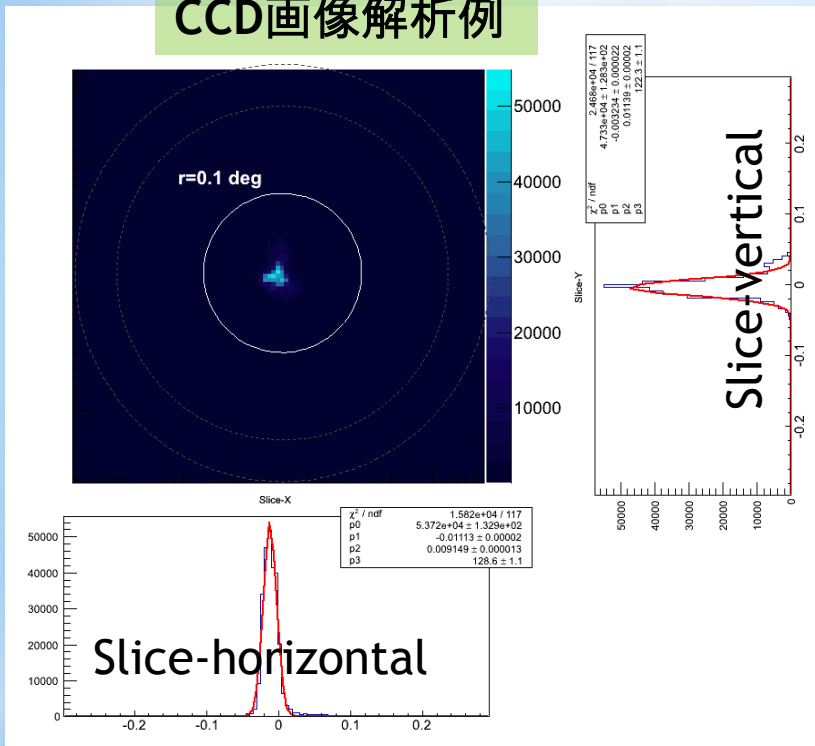 CCD画像解析例
r=0.1 deg
50000
40000
30000
20000
10000
χ² / ndf 2.468e+04 / 117
p0 4.733e+04 ± 1.283e+02
p1 -0.003234 ± 0.000022
p2 0.01139 ± 0.00002
p3 122.3 ± 1.1
Slice-Y
Slice-vertical
0.2
0.1
0
-0.1
-0.2
50000
40000
30000
20000
10000
0
Slice-X
χ² / ndf 1.582e+04 / 117
p0 5.372e+04 ± 1.329e+02
p1 -0.01113 ± 0.00002
p2 0.009149 ± 0.000013
p3 128.6 ± 1.1
50000
40000
30000
20000
10000
0
Slice-horizontal
-0.2 -0.1 0 0.1 0.2